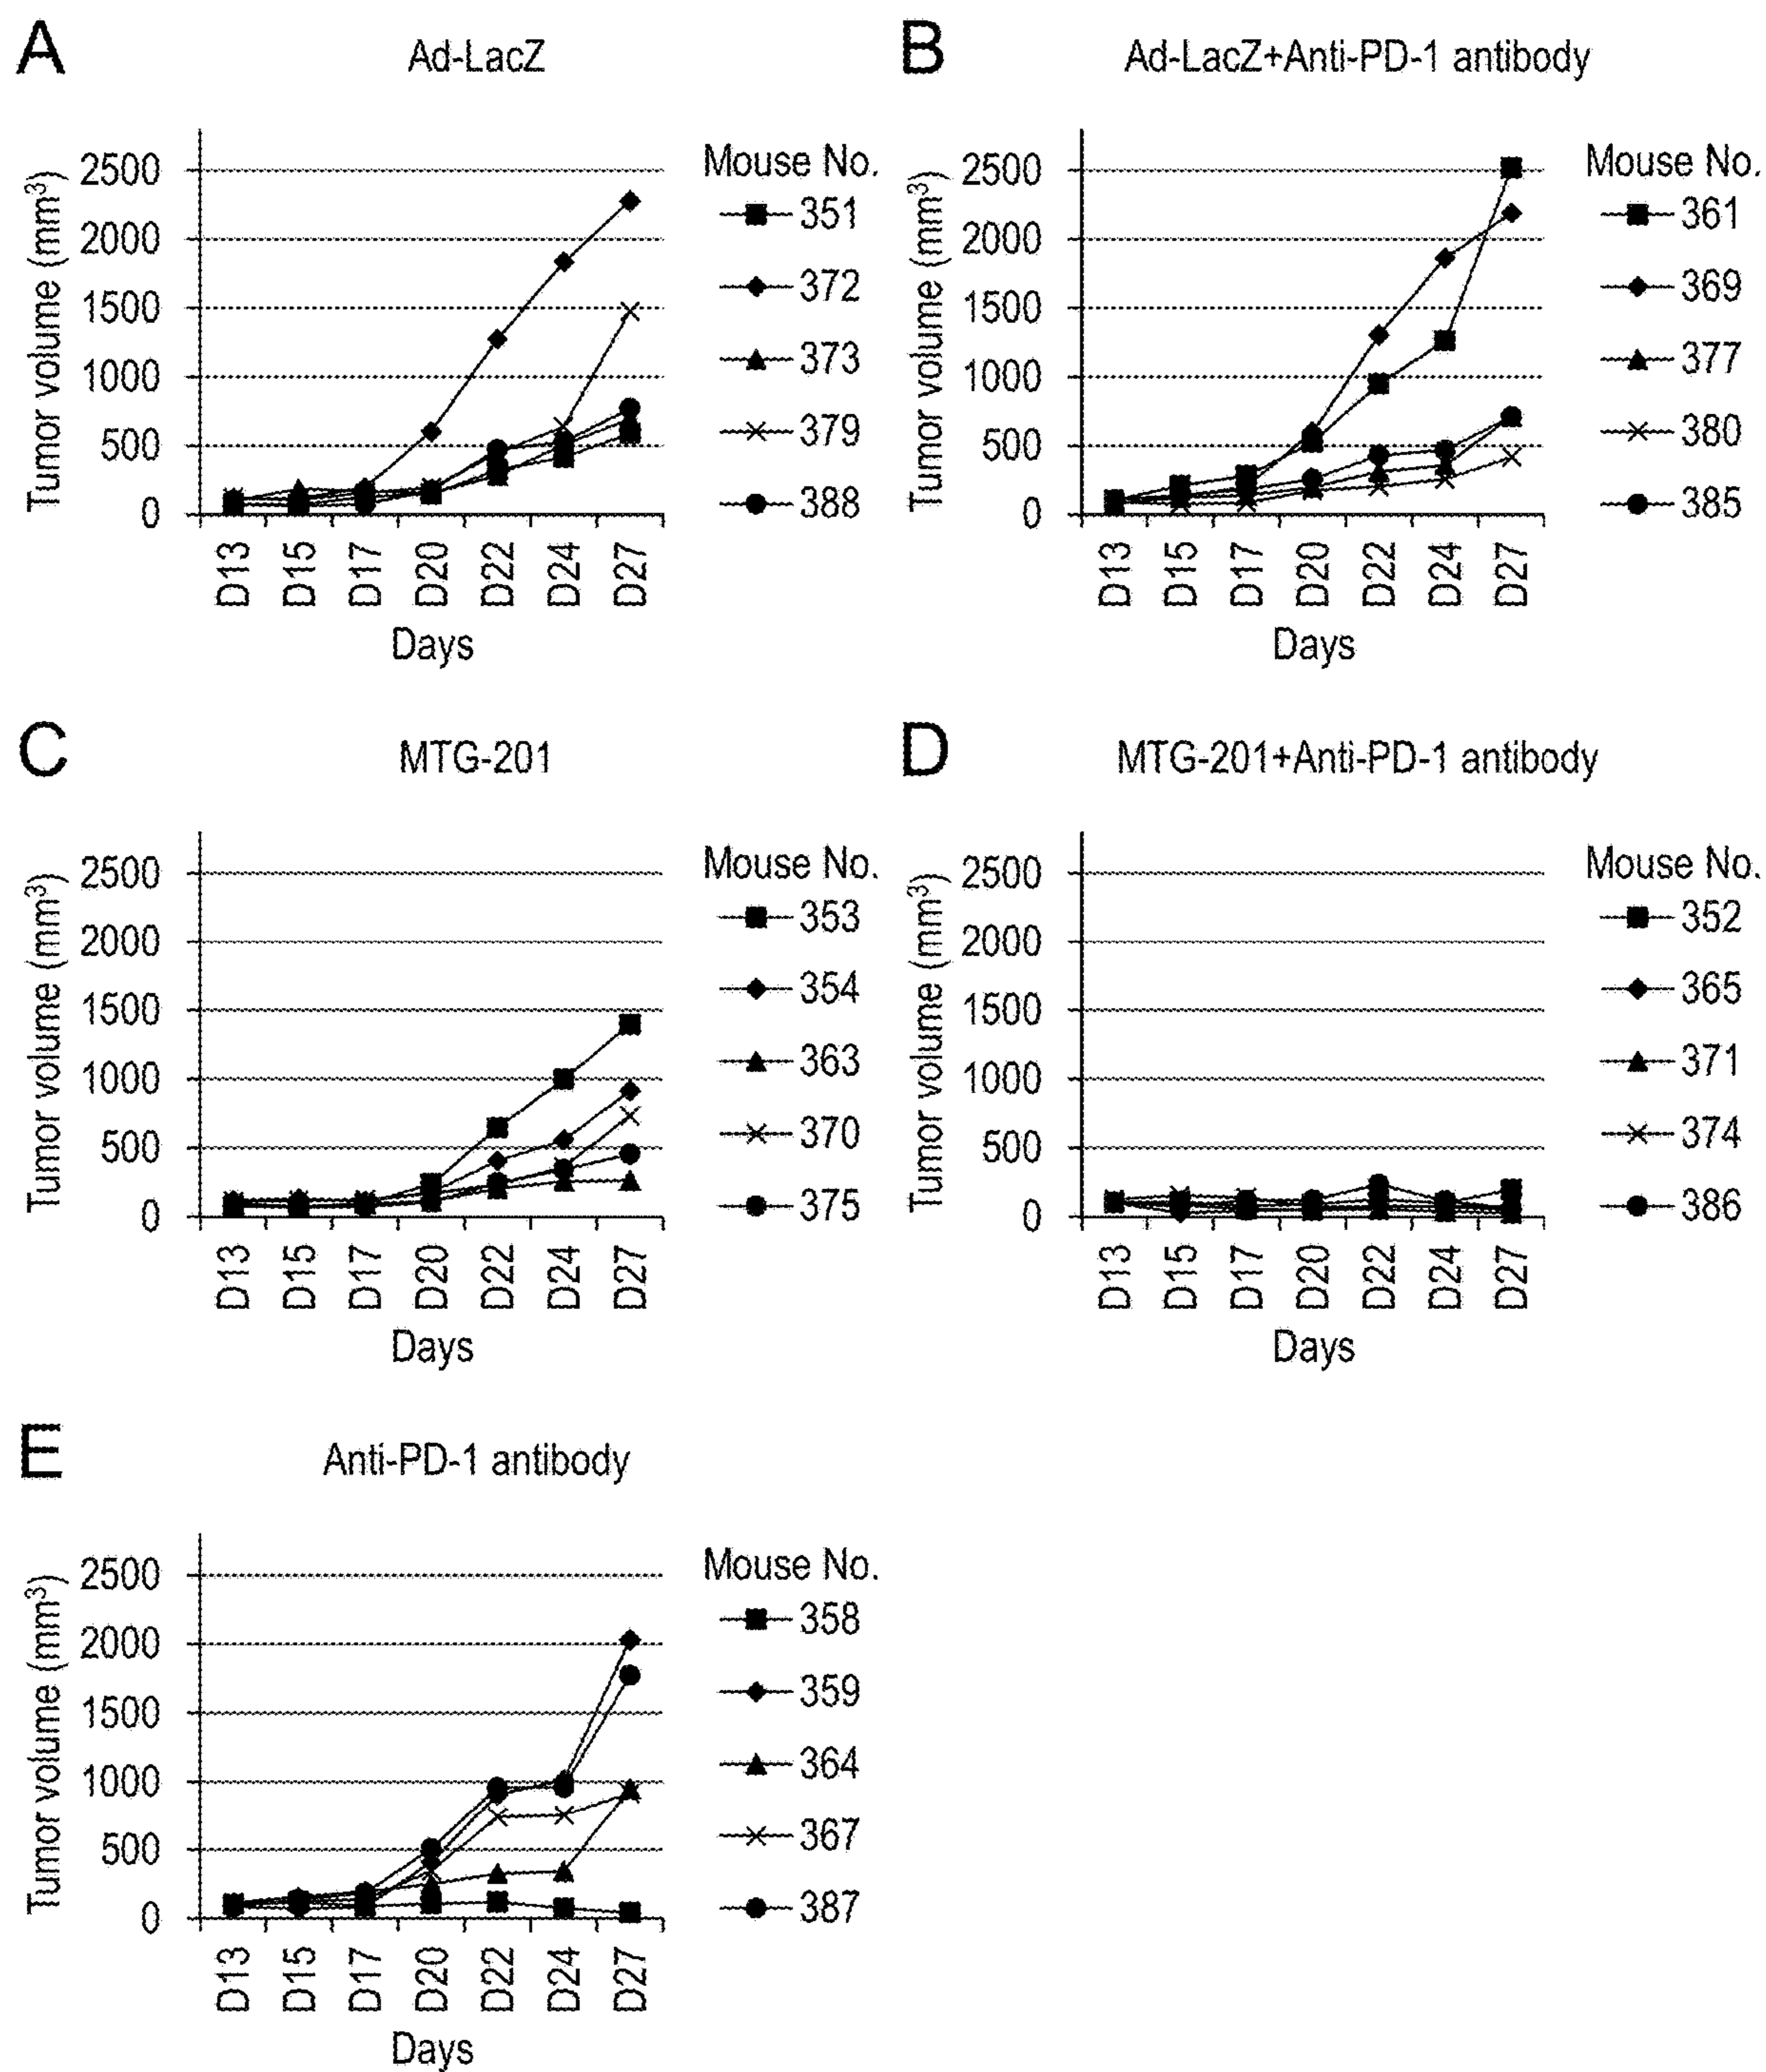 A
Ad-LacZ
Tumor volume (mm³)
2500
2000
1500
1000
500
0
D13 D15 D17 D20 D22 D24 D27
Days
Mouse No.
351
372
373
379
388
B
Ad-LacZ+Anti-PD-1 antibody
Tumor volume (mm³)
2500
2000
1500
1000
500
0
D13 D15 D17 D20 D22 D24 D27
Days
Mouse No.
361
369
377
380
385
C
MTG-201
Tumor volume (mm³)
2500
2000
1500
1000
500
0
D13 D15 D17 D20 D22 D24 D27
Days
Mouse No.
353
354
363
370
375
D
MTG-201+Anti-PD-1 antibody
Tumor volume (mm³)
2500
2000
1500
1000
500
0
D13 D15 D17 D20 D22 D24 D27
Days
Mouse No.
352
365
371
374
386
E
Anti-PD-1 antibody
Tumor volume (mm³)
2500
2000
1500
1000
500
0
D13 D15 D17 D20 D22 D24 D27
Days
Mouse No.
358
359
364
367
387